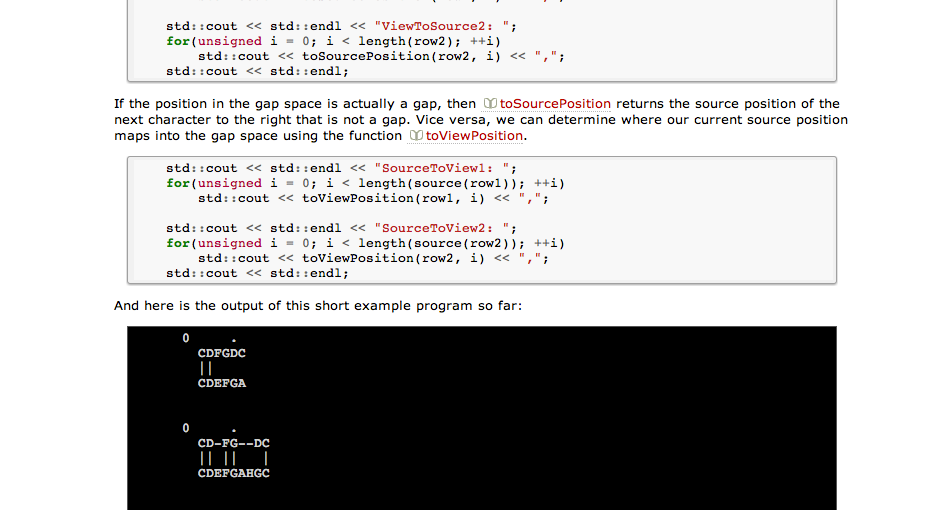 std::cout << std::endl << "ViewToSource2: ";
for(unsigned i = 0; i < length(row2); ++i)
std::cout << toSourcePosition(row2, i) << ",";
std::cout << std::endl;
If the position in the gap space is actually a gap, then toSourcePosition returns the source position of the
next character to the right that is not a gap. Vice versa, we can determine where our current source position
maps into the gap space using the function toViewPosition.
std::cout << std::endl << "SourceToView1: ";
for(unsigned i = 0; i < length(source(row1)); ++i)
std::cout << toViewPosition(row1, i) << ",";
std::cout << std::endl << "SourceToView2: ";
for(unsigned i = 0; i < length(source(row2)); ++i)
std::cout << toViewPosition(row2, i) << ",";
std::cout << std::endl;
And here is the output of this short example program so far:
0 .
CDFGDC
||
CDEFGA
0 .
CD-FG--DC
|| || |
CDEFGAHGC